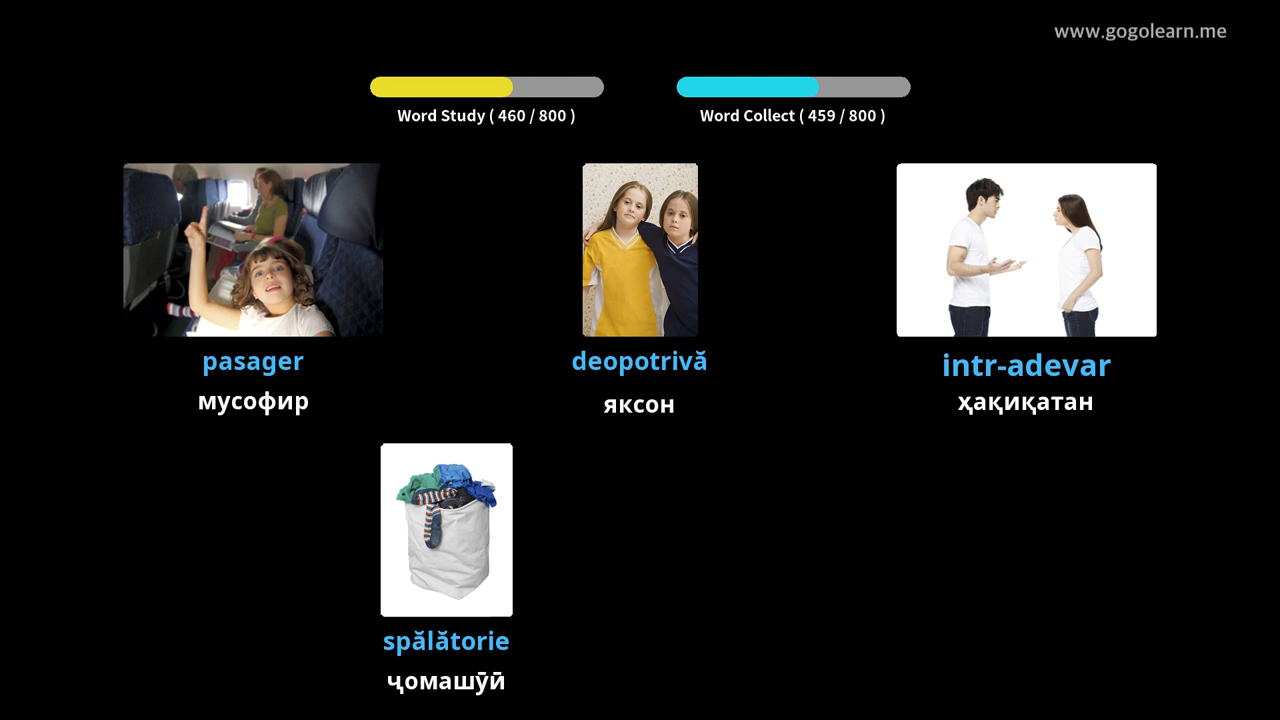 www.gogolearn.me
Word Study ( 460 / 800 )
Word Collect ( 459 / 800 )
pasager
мусофир
deopotrivă
яксон
intr-adevar
ҳақиқатан
spălătorie
ҷомашӯӣ